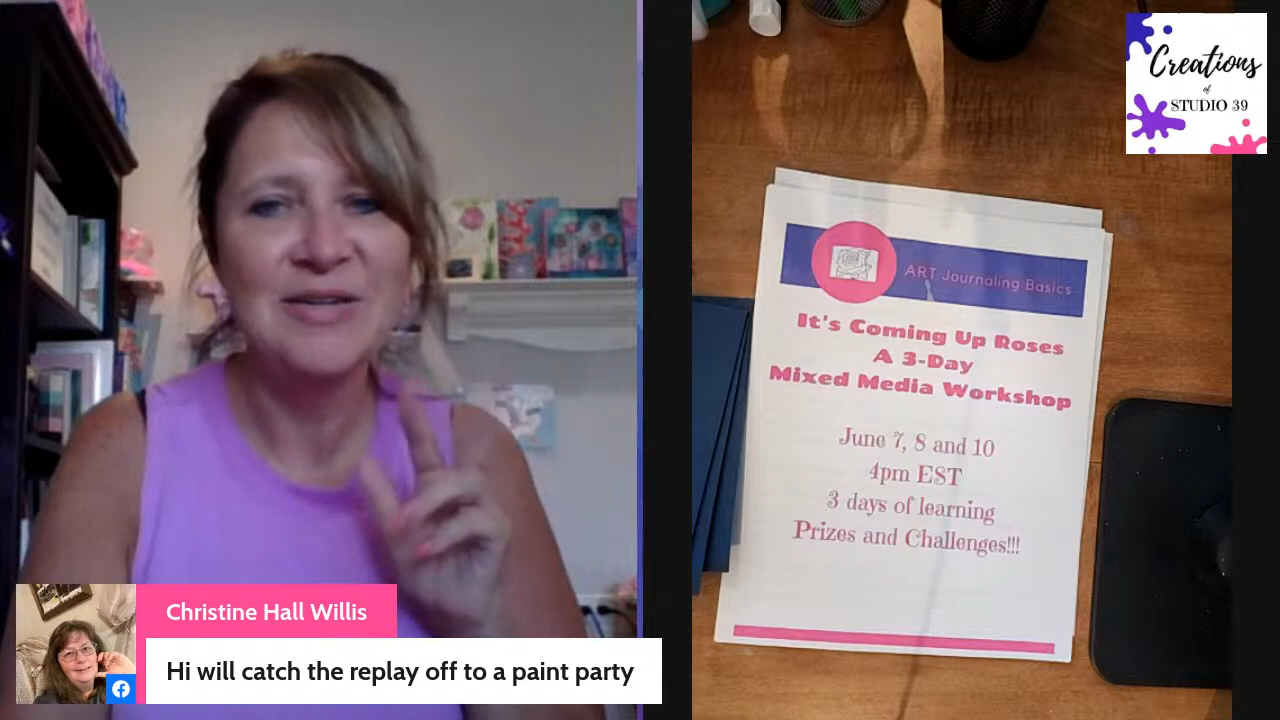 Creations
of
STUDIO 39
ART Journaling Basics
It's Coming Up Roses
A 3-Day
Mixed Media Workshop
June 7, 8 and 10
4pm EST
3 days of learning
Prizes and Challenges!!!
Christine Hall Willis
Hi will catch the replay off to a paint party